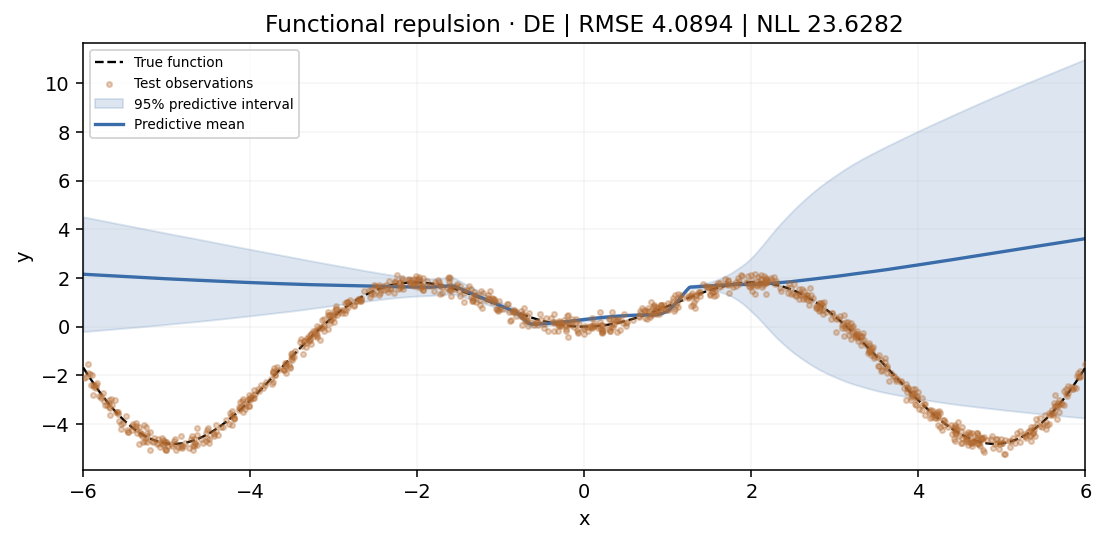 Functional repulsion · DE | RMSE 4.0894 | NLL 23.6282
True function
Test observations
95% predictive interval
Predictive mean
10
8
6
4
2
0
−2
−4
y
−6 −4 −2 0 2 4 6
x